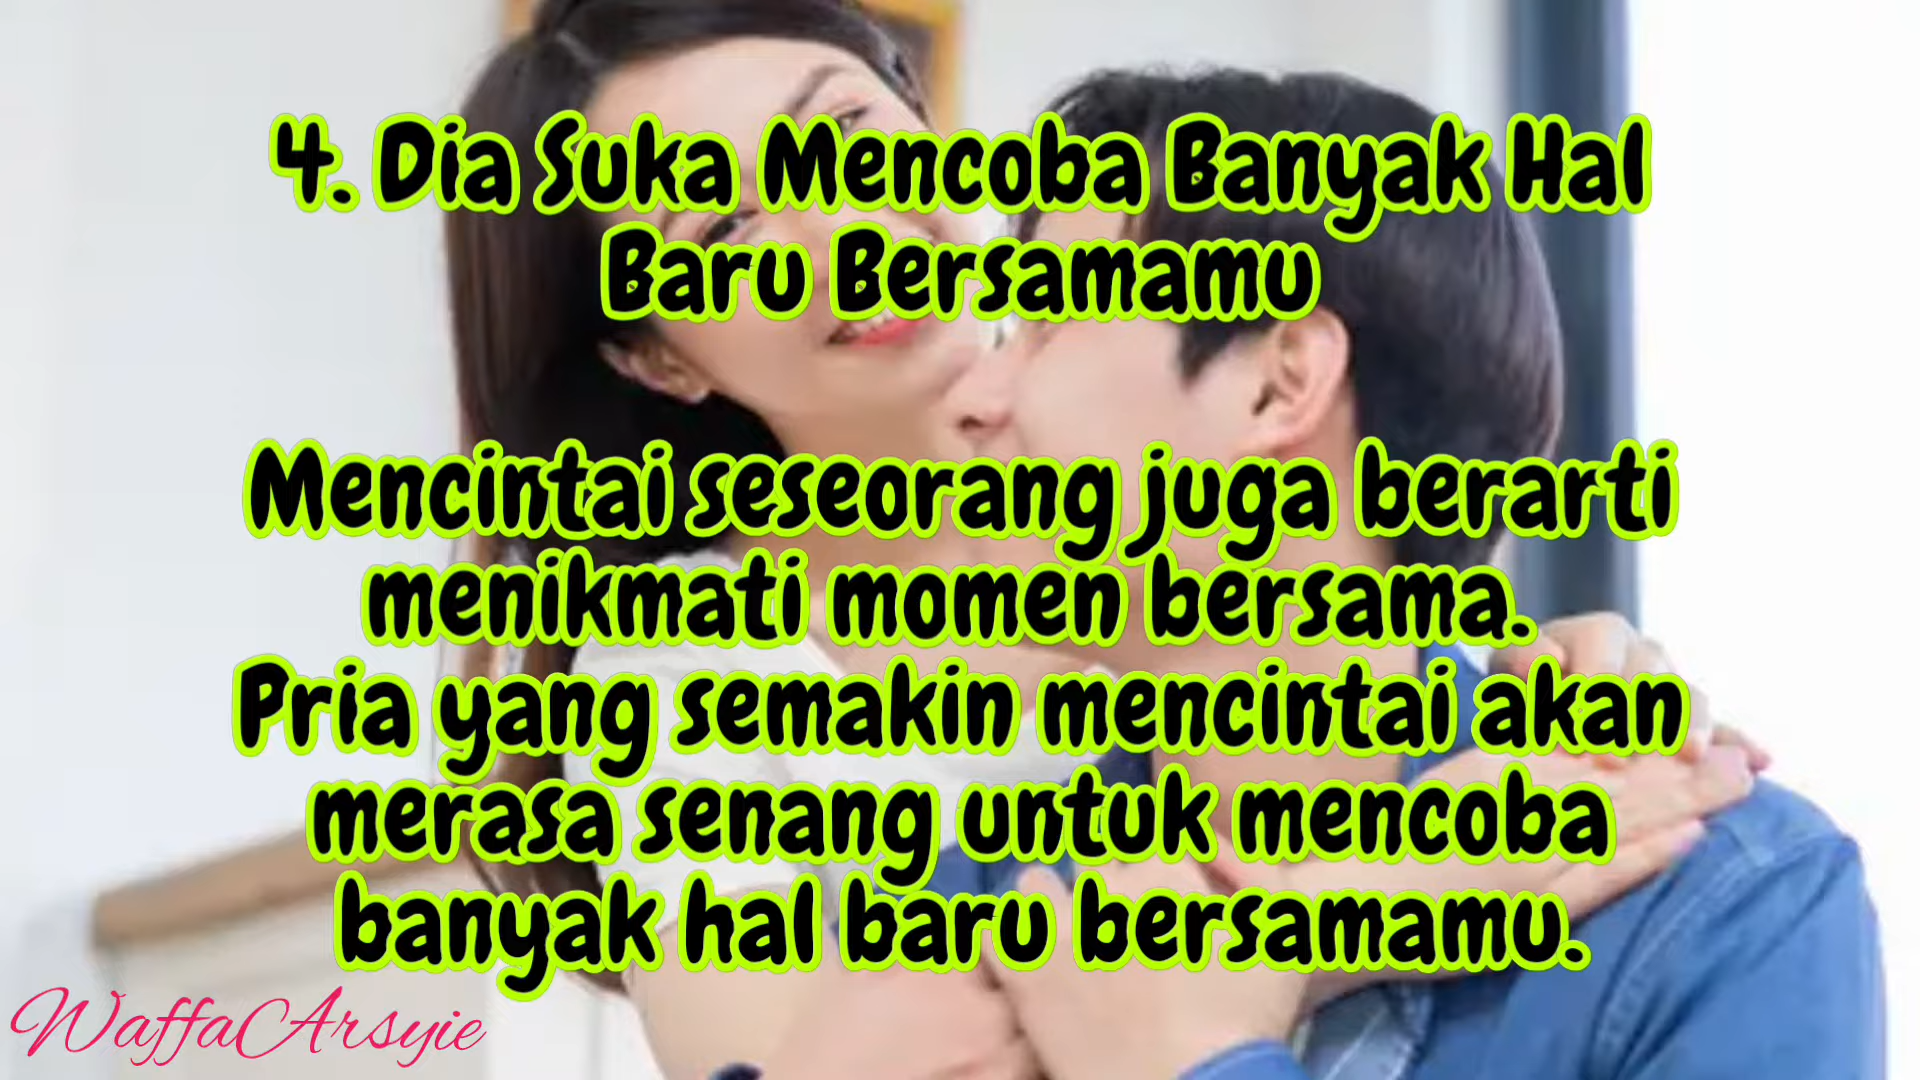 4. Dia Suka Mencoba Banyak Hal
Baru Bersamamu
Mencintai seseorang juga berarti
menikmati momen bersama.
Pria yang semakin mencintai akan
merasa senang untuk mencoba
banyak hal baru bersamamu.
WaffaArsyie